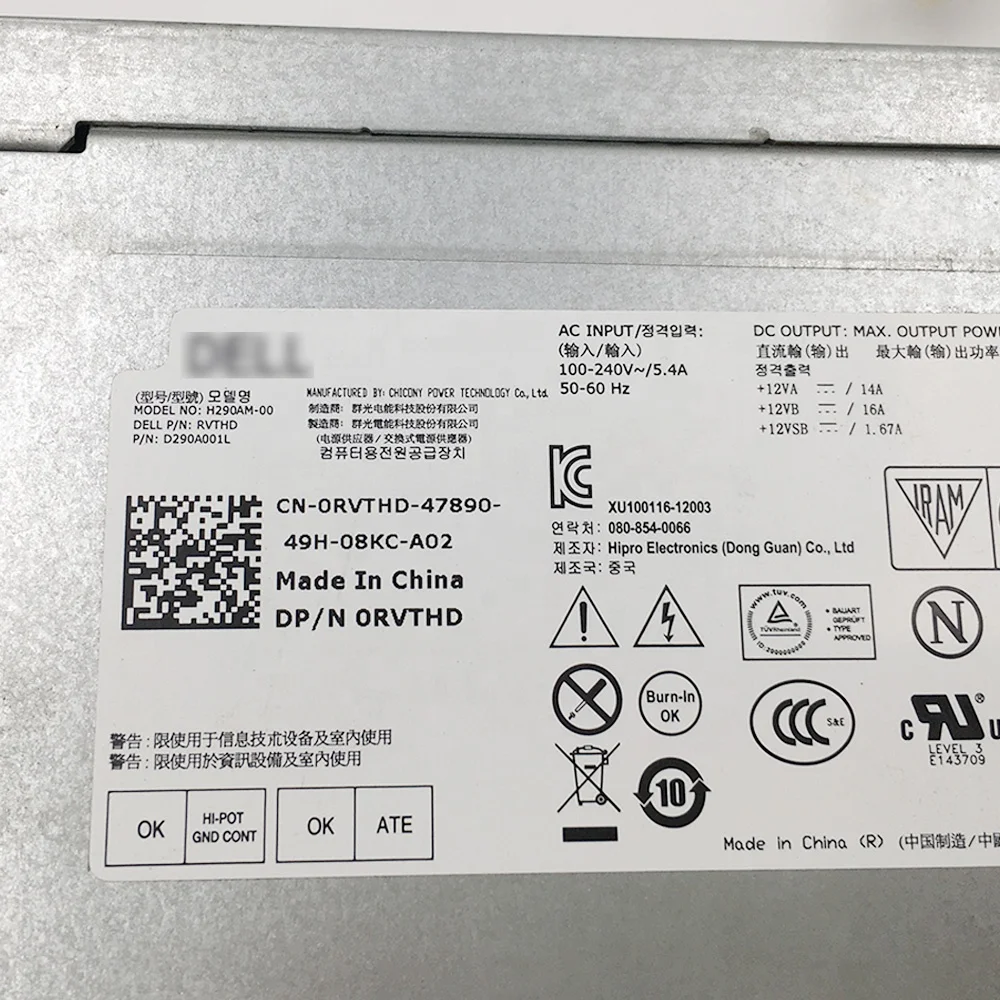 DELL
(型号/型號) 모델명
MODEL NO: H290AM-00
DELL P/N: RVTHD
P/N: D290A001L
MANUFACTURED BY: CHICONY POWER TECHNOLOGY Co., Ltd.
制造商: 群光电能科技股份有限公司
製造商: 群光電能科技股份有限公司
(电源供应器/交換式電源供應器)
컴퓨터용전원공급장치
AC INPUT/정격입력:
(输入/輸入)
100-240V~/5.4A
50-60 Hz
DC OUTPUT: MAX. OUTPUT POW
直流輸(输)出 最大輸(输)出功率
정격출력
+12VA ⎓ / 14A
+12VB ⎓ / 16A
+12VSB ⎓ / 1.67A
CN-0RVTHD-47890-
49H-08KC-A02
Made In China
DP/N 0RVTHD
XU100116-12003
연락처: 080-854-0066
제조자: Hipro Electronics (Dong Guan) Co., Ltd
제조국: 중국
IRAM
www.tuv.com
TÜVRheinland
ID:2000000000
• BAUART
GEPRÜFT
• TYPE
APPROVED
N
Burn-In
OK
CCC S&E
c RU u
LEVEL 3
E143709
10
警告:限使用于信息技术设备及室内使用
警告:限使用於資訊設備及室內使用
OK HI-POT
GND CONT
OK ATE
Made in China (R) (中国制造/中國